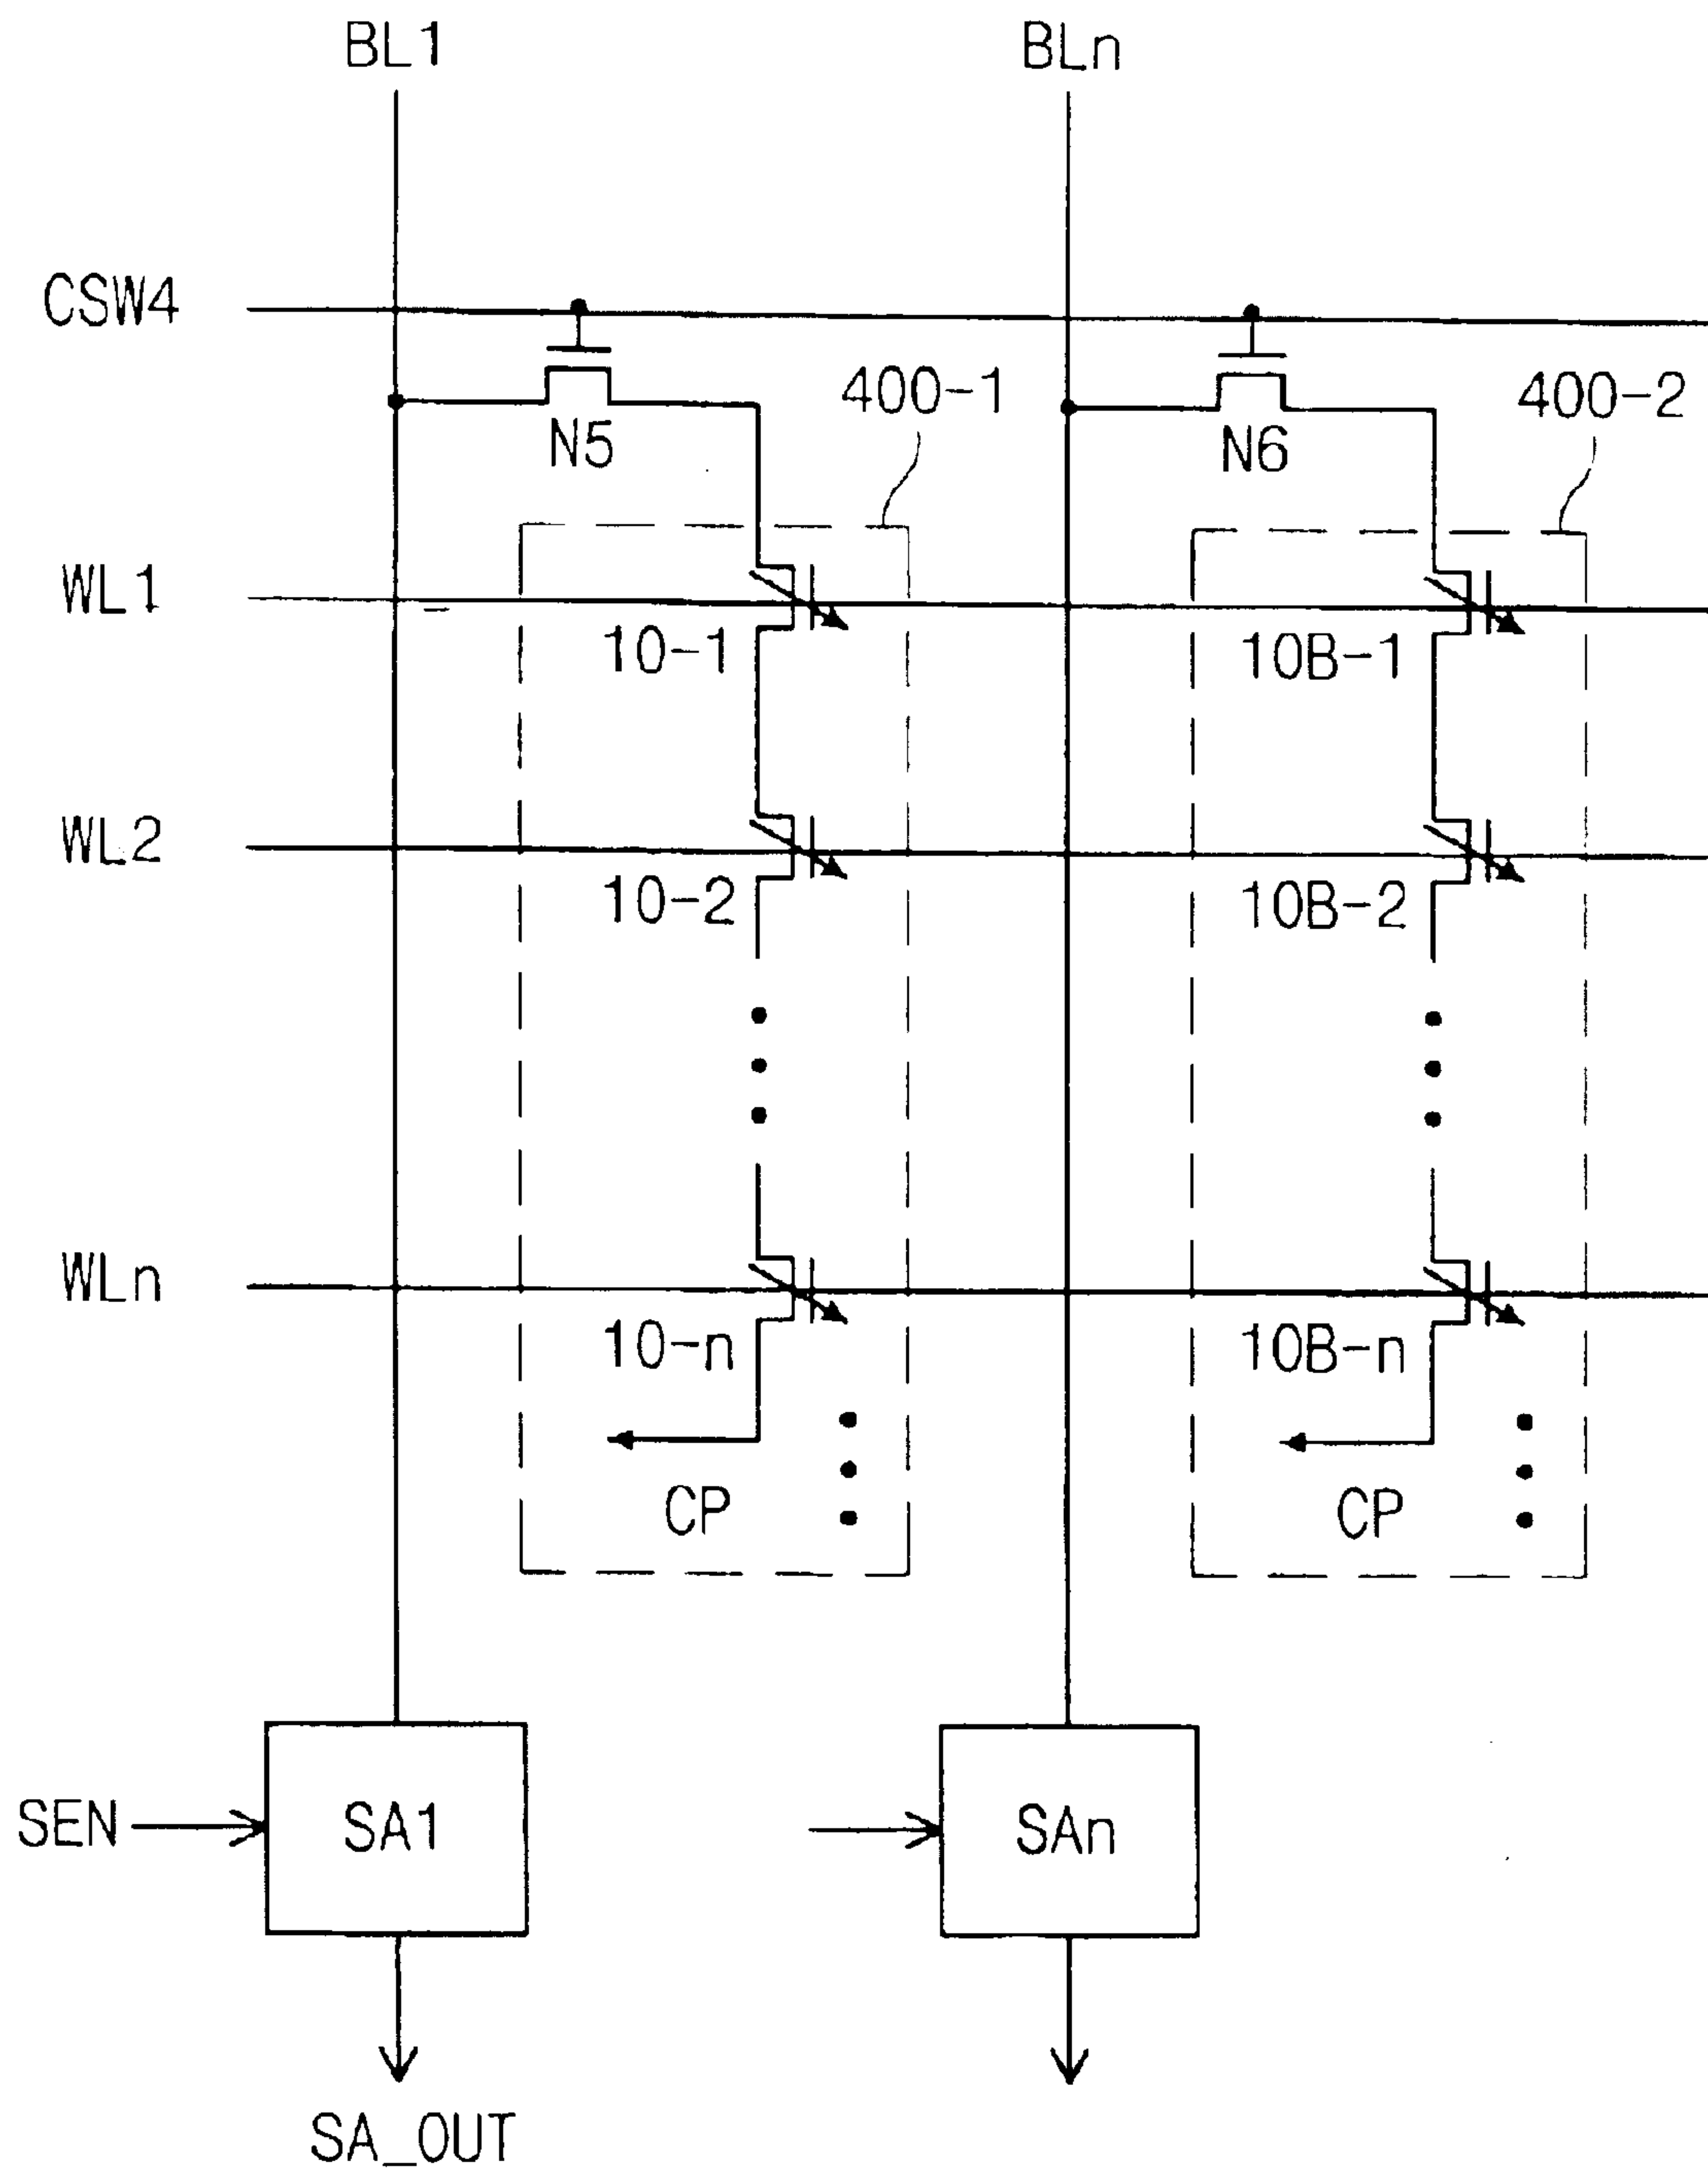 BL1 BLn
CSW4
400-1 400-2
N5 N6
WL1
10-1 10B-1
WL2
10-2 10B-2
WLn
10-n 10B-n
CP CP
SEN SA1 SAn
SA_OUT